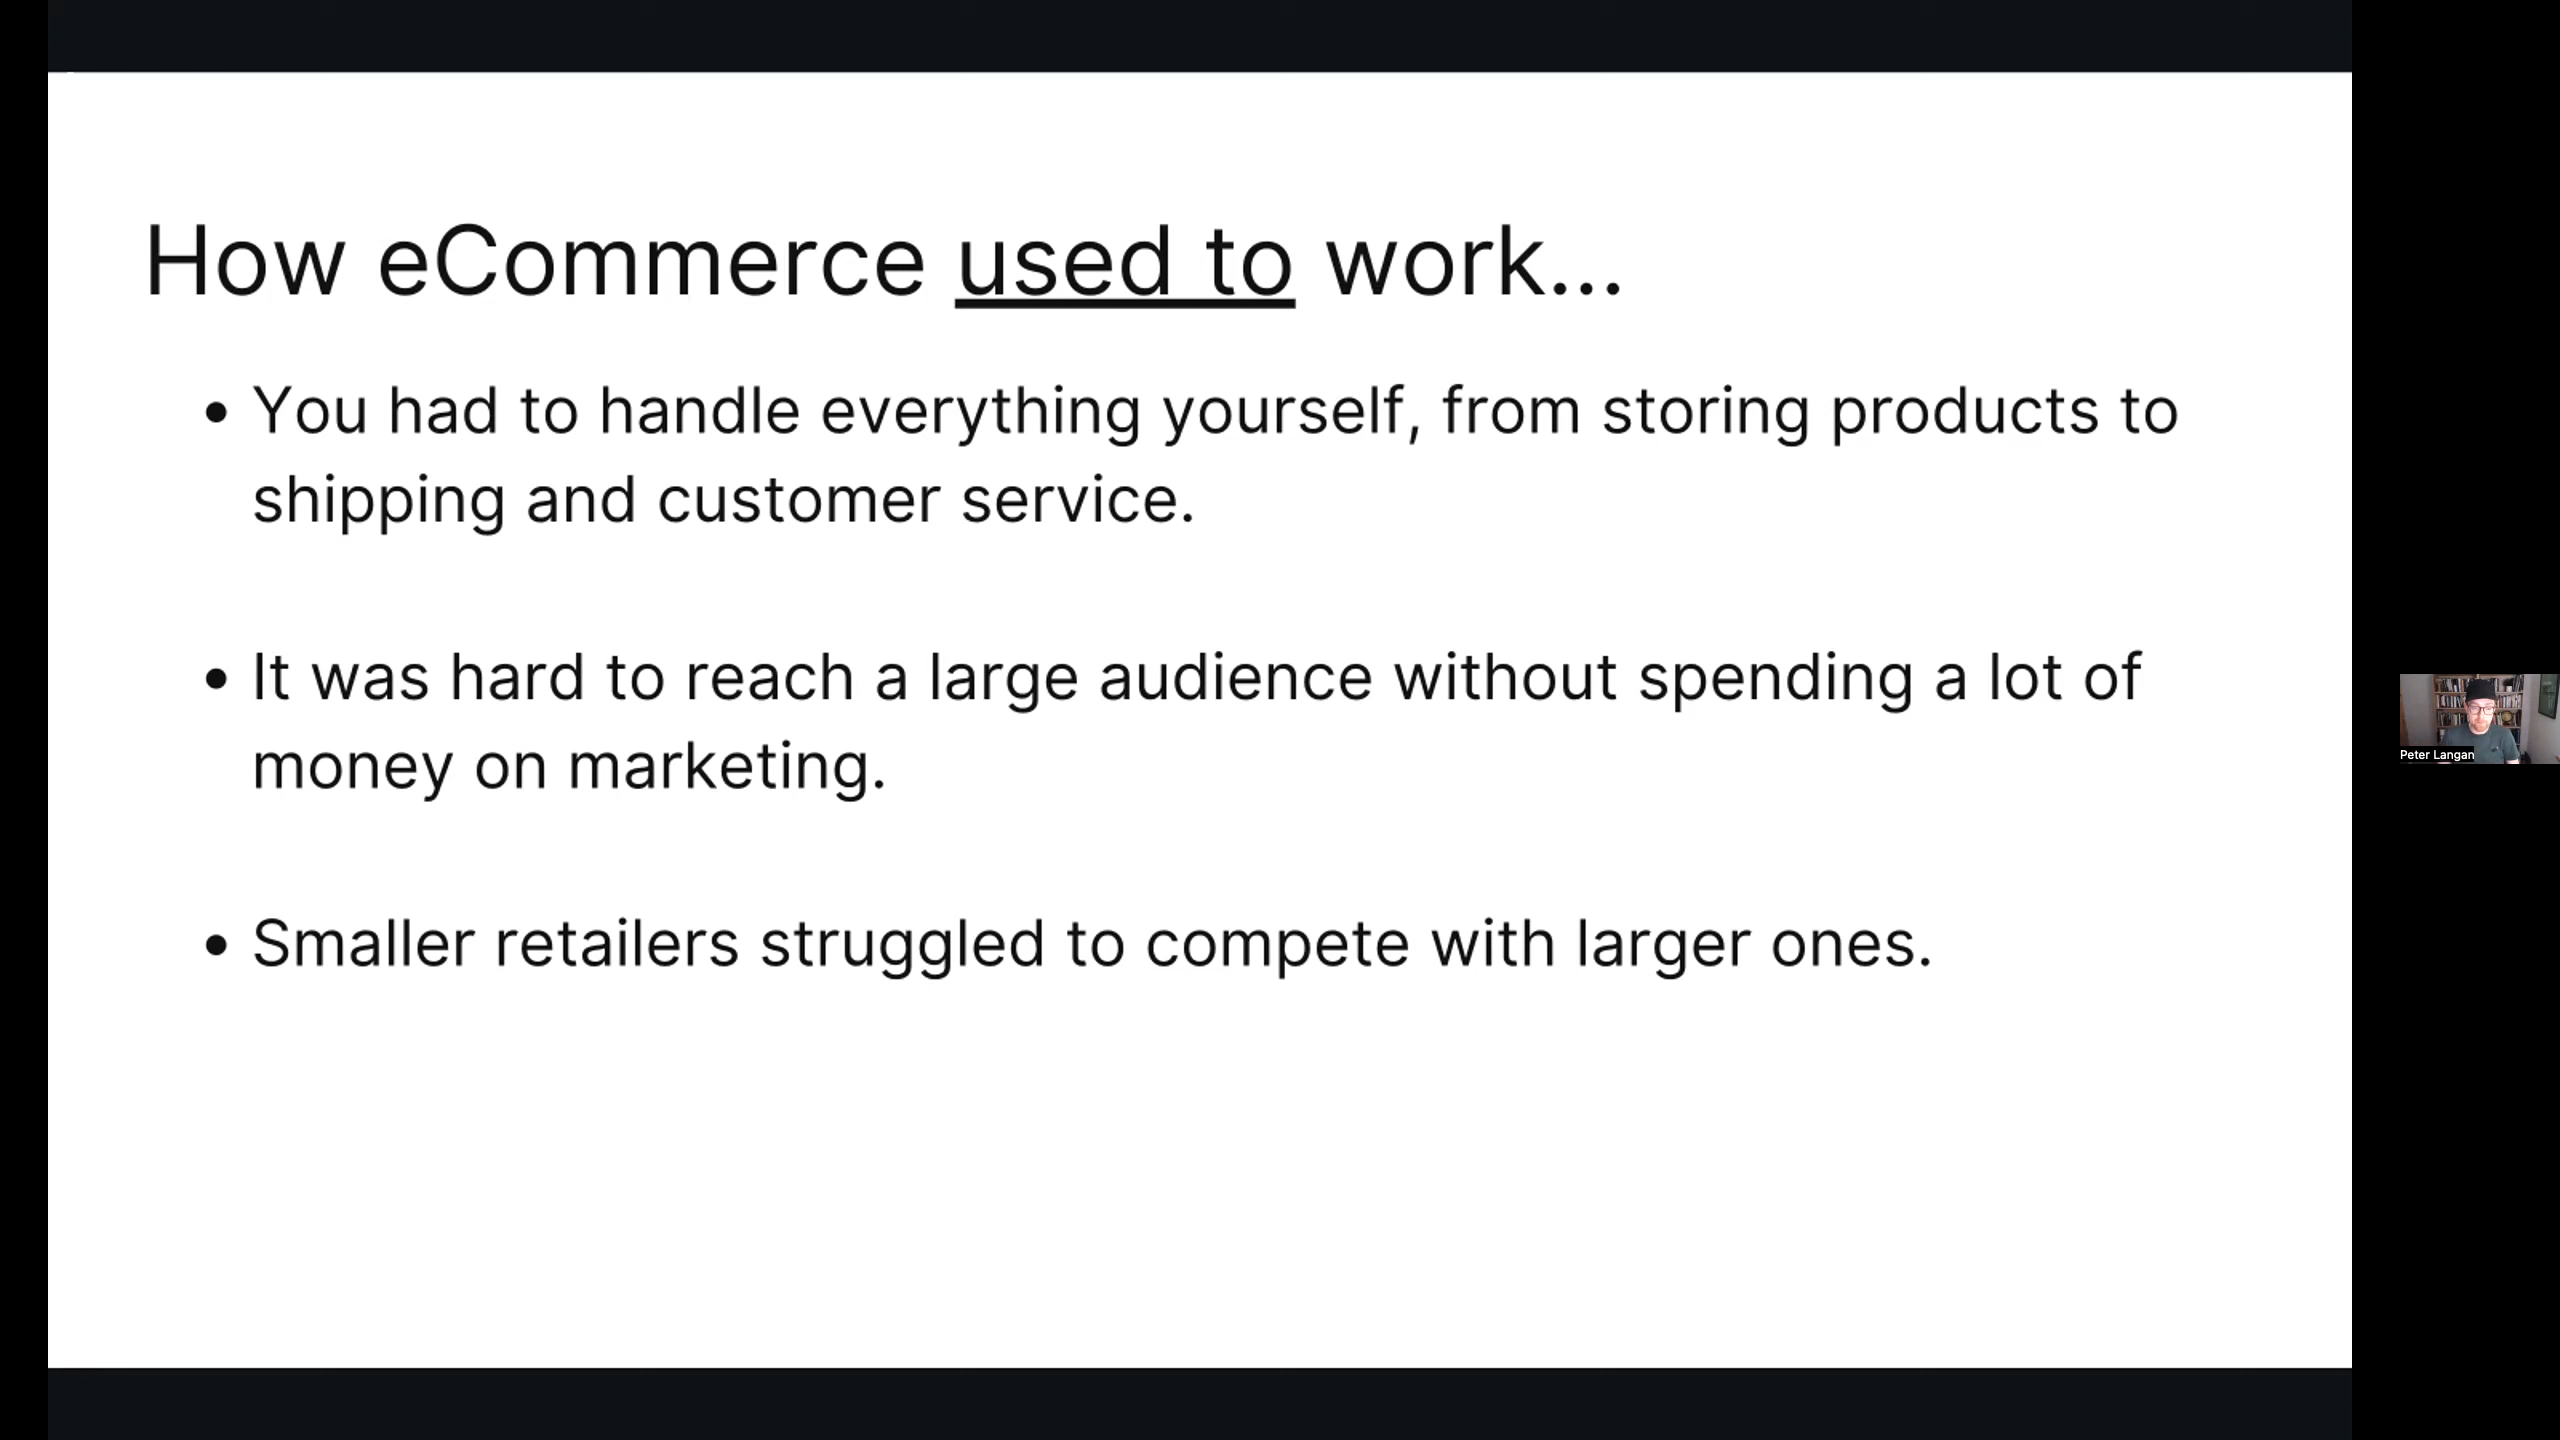 How eCommerce used to work...
• You had to handle everything yourself, from storing products to
shipping and customer service.
• It was hard to reach a large audience without spending a lot of
money on marketing.
• Smaller retailers struggled to compete with larger ones.
Peter Langan